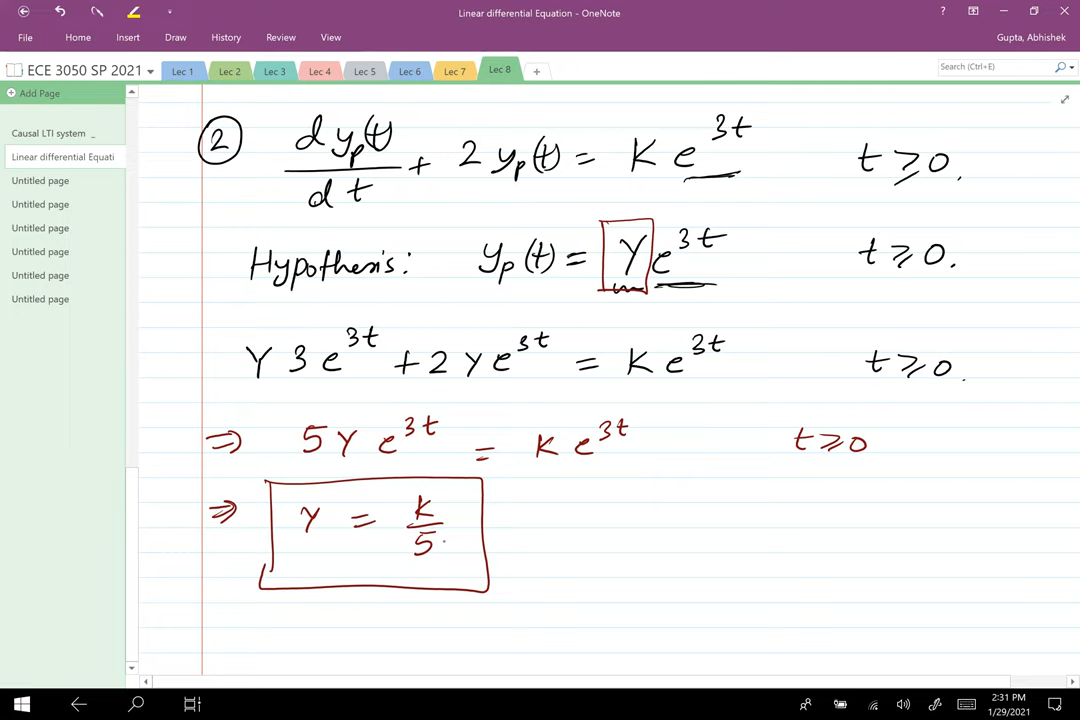 Linear differential Equation - OneNote
?
File Home Insert Draw History Review View
Gupta, Abhishek
ECE 3050 SP 2021
Lec 1 Lec 2 Lec 3 Lec 4 Lec 5 Lec 6 Lec 7 Lec 8 +
Search (Ctrl+E)
Add Page
Causal LTI system _
Linear differential Equati
Untitled page
Untitled page
Untitled page
Untitled page
Untitled page
Untitled page
② d y_p(t)/dt + 2 y_p(t) = K e^{3t} t ≥ 0.
Hypothesis: y_p(t) = Y e^{3t} t ≥ 0.
Y 3 e^{3t} + 2 Y e^{3t} = K e^{3t} t ≥ 0.
⇒ 5 Y e^{3t} = K e^{3t} t ≥ 0
⇒ Y = K/5
2:31 PM
1/29/2021